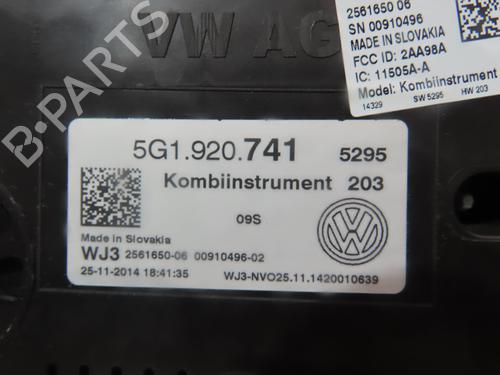 VW AG
2561650 06
SN 00910496
MADE IN SLOVAKIA
FCC ID: 2AA98A
IC: 11505A-A
Model: Kombiinstrument
14329 SW 5295 HW 203
5G1.920.741 5295
Kombiinstrument 203
09S
Made in Slovakia
WJ3 2561650-06 00910496-02
25-11-2014 18:41:35 WJ3-NVO25.11.1420010639
B-PARTS